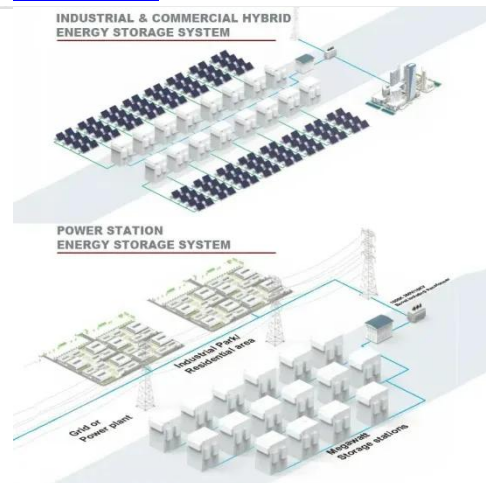 INDUSTRIAL & COMMERCIAL HYBRID
ENERGY STORAGE SYSTEM
POWER STATION
ENERGY STORAGE SYSTEM
Industrial Park/
Residential area
Grid or
Power plant
Megawatt
Storage stations